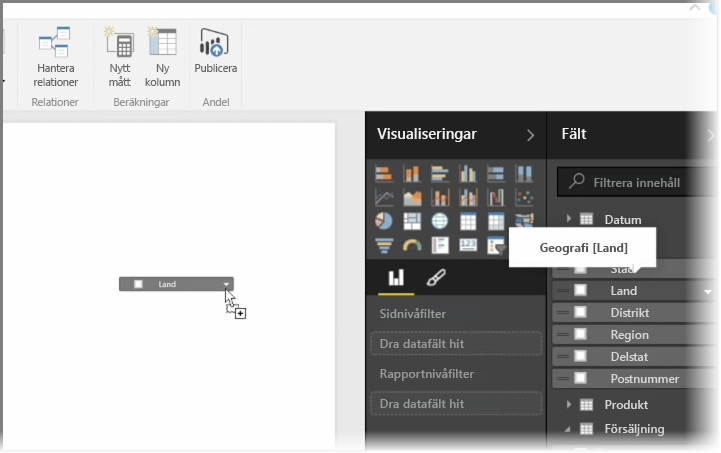 Hantera
relationer
Nytt
mått
Ny
kolumn
Publicera
Relationer
Beräkningar
Andel
Visualiseringar
Fält
Filtrera innehåll
Datum
Geografi [Land]
Stad
Land
Land
Distrikt
Region
Delstat
Postnummer
Produkt
Försäljning
Sidnivåfilter
Dra datafält hit
Rapportnivåfilter
Dra datafält hit